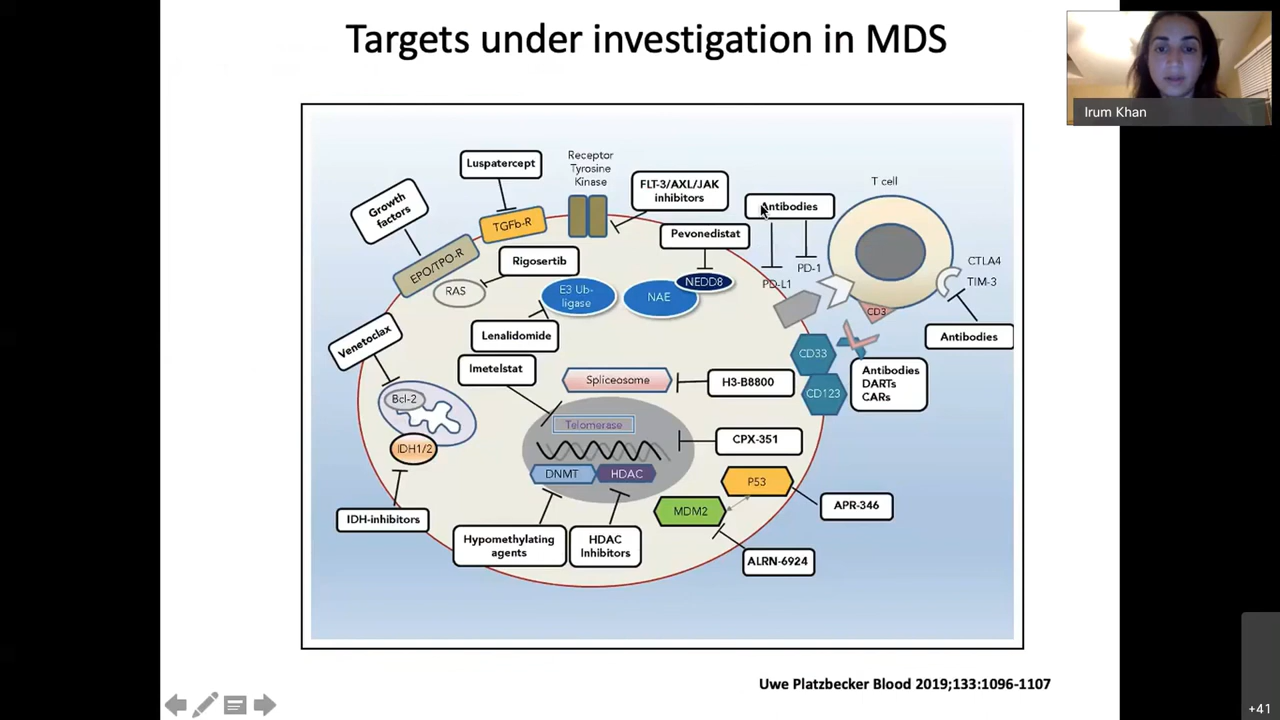 Targets under investigation in MDS
Irum Khan
Luspatercept
Receptor
Tyrosine
Kinase
FLT-3/AXL/JAK
inhibitors
T cell
Growth
factors
TGFb-R
Antibodies
Pevonedistat
EPO/TPO-R
Rigosertib
PD-1
CTLA4
TIM-3
RAS
E3 Ub-
ligase
NAE
NEDD8
PD-L1
CD3
Lenalidomide
Antibodies
Venetoclax
Imetelstat
Spliceosome
H3-B8800
CD33
CD123
Antibodies
DARTs
CARs
Bcl-2
Telomerase
CPX-351
IDH1/2
DNMT
HDAC
P53
MDM2
APR-346
IDH-inhibitors
Hypomethylating
agents
HDAC
Inhibitors
ALRN-6924
Uwe Platzbecker Blood 2019;133:1096-1107
+41